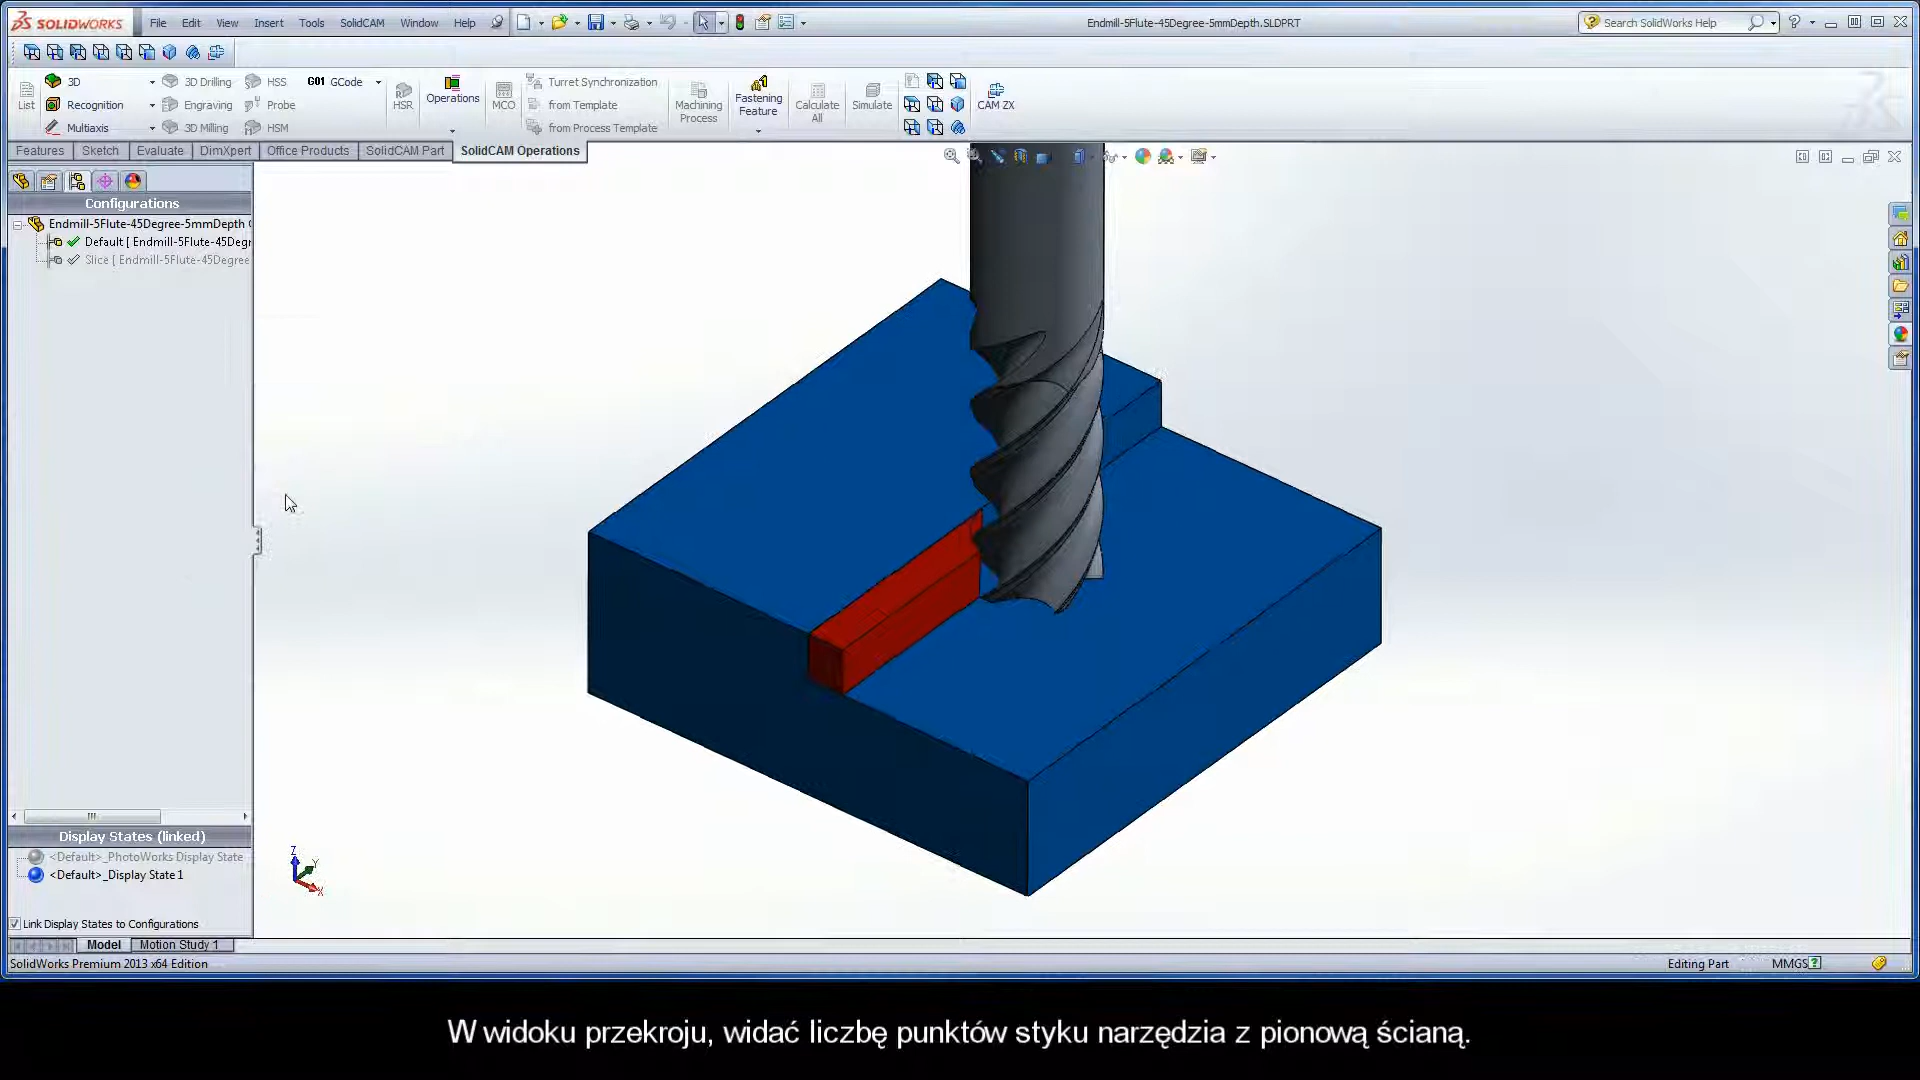 SOLIDWORKS File Edit View Insert Tools SolidCAM Window Help Endmill-5Flute-45Degree-5mmDepth.SLDPRT Search SolidWorks Help
List 3D Recognition Multiaxis
3D Drilling Engraving 3D Milling
HSS Probe HSM
G01 GCode
HSR
Operations
MCO
Turret Synchronization
from Template
from Process Template
Machining
Process
Fastening
Feature
Calculate
All
Simulate
CAM ZX
Features Sketch Evaluate DimXpert Office Products SolidCAM Part SolidCAM Operations
Configurations
Endmill-5Flute-45Degree-5mmDepth
Default [ Endmill-5Flute-45Degr
Slice [ Endmill-5Flute-45Degree
Display States (linked)
<Default>_PhotoWorks Display State
<Default>_Display State 1
Link Display States to Configurations
Z Y X
Model Motion Study 1
SolidWorks Premium 2013 x64 Edition Editing Part MMGS
W widoku przekroju, widać liczbę punktów styku narzędzia z pionową ścianą.